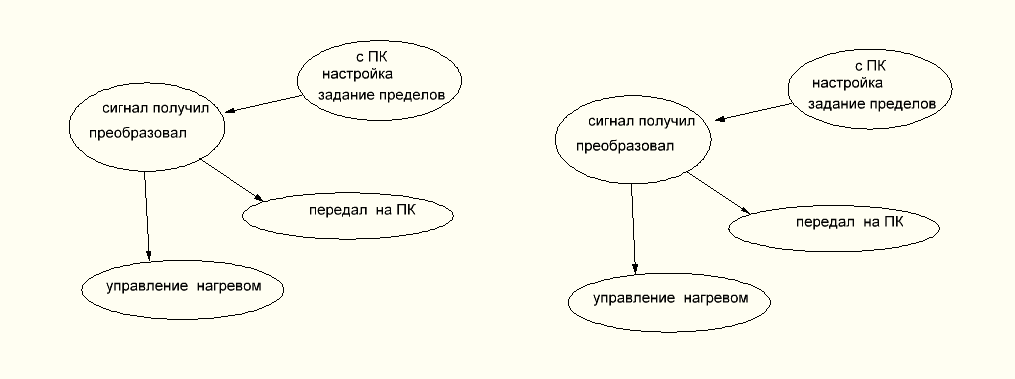 с ПК
настройка
задание пределов
сигнал получил
преобразовал
передал на ПК
управление нагревом
с ПК
настройка
задание пределов
сигнал получил
преобразовал
передал на ПК
управление нагревом